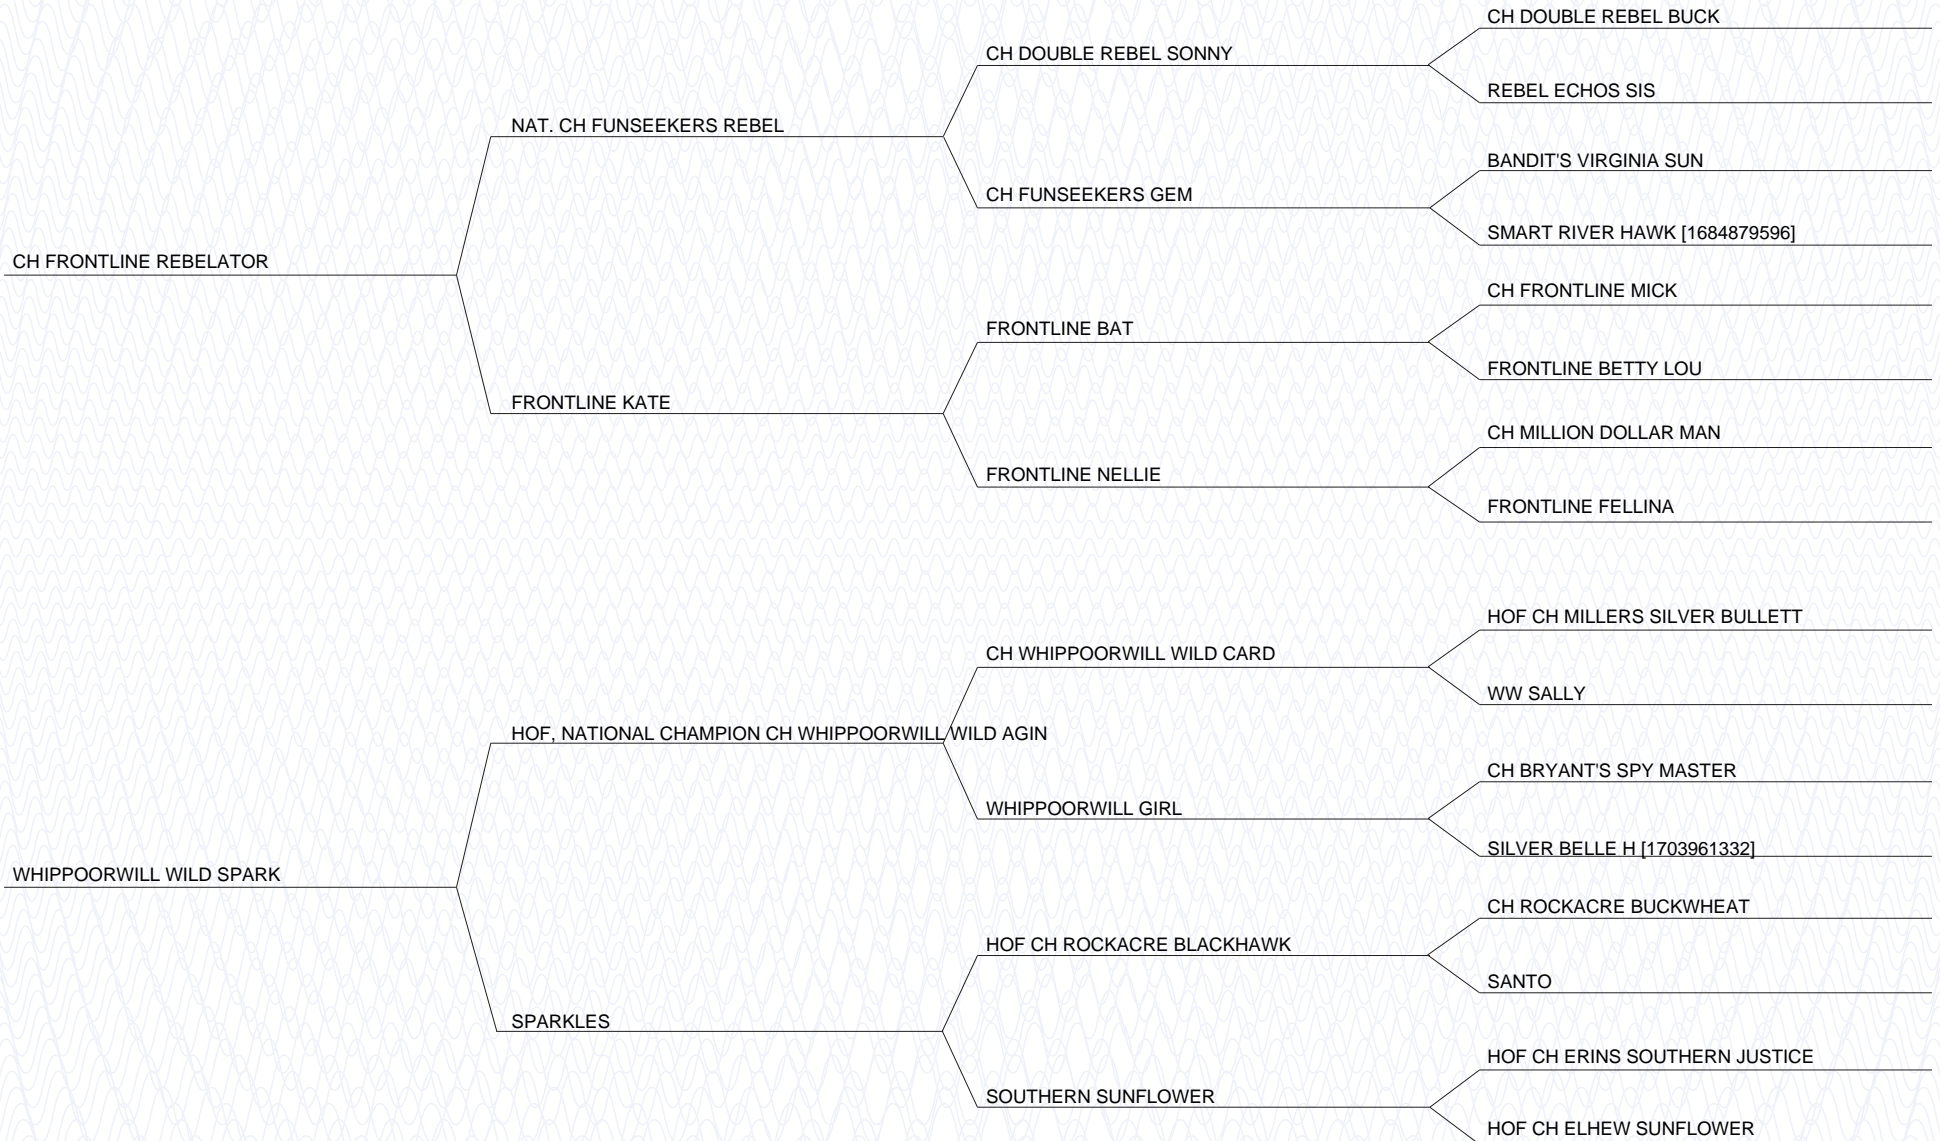 CH DOUBLE REBEL BUCK
CH DOUBLE REBEL SONNY
REBEL ECHOS SIS
NAT. CH FUNSEEKERS REBEL
BANDIT'S VIRGINIA SUN
CH FUNSEEKERS GEM
SMART RIVER HAWK [1684879596]
CH FRONTLINE REBELATOR
CH FRONTLINE MICK
FRONTLINE BAT
FRONTLINE BETTY LOU
FRONTLINE KATE
CH MILLION DOLLAR MAN
FRONTLINE NELLIE
FRONTLINE FELLINA
HOF CH MILLERS SILVER BULLETT
CH WHIPPOORWILL WILD CARD
WW SALLY
HOF, NATIONAL CHAMPION CH WHIPPOORWILL WILD AGIN
CH BRYANT'S SPY MASTER
WHIPPOORWILL GIRL
SILVER BELLE H [1703961332]
WHIPPOORWILL WILD SPARK
CH ROCKACRE BUCKWHEAT
HOF CH ROCKACRE BLACKHAWK
SANTO
SPARKLES
HOF CH ERINS SOUTHERN JUSTICE
SOUTHERN SUNFLOWER
HOF CH ELHEW SUNFLOWER